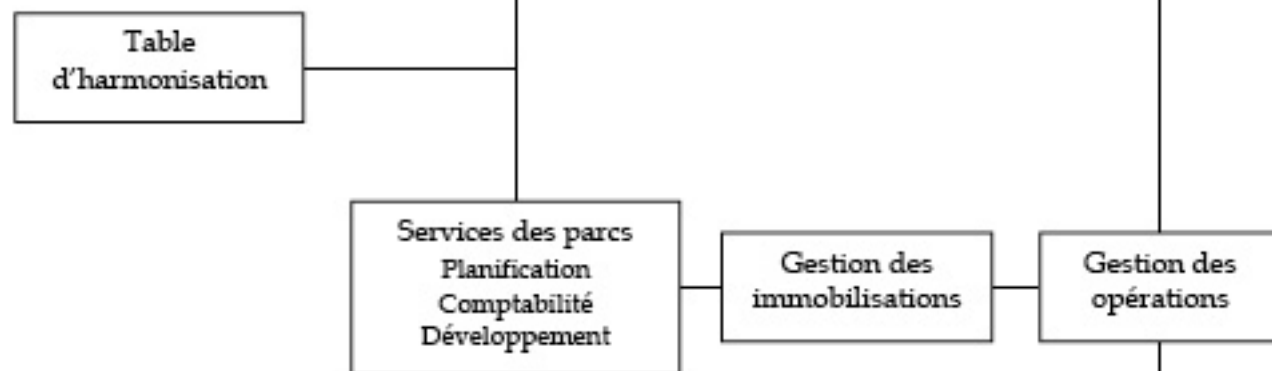 Table
d’harmonisation
Services des parcs
Planification
Comptabilité
Développement
Gestion des
immobilisations
Gestion des
opérations